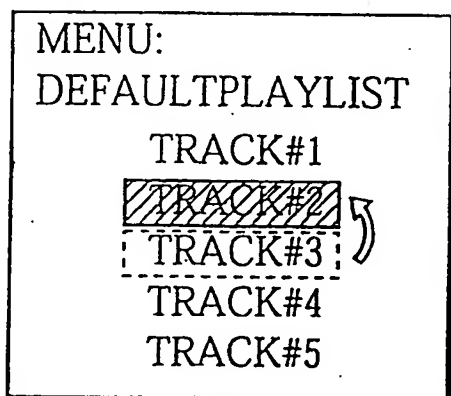 MENU:
DEFAULTPLAYLIST
TRACK#1
TRACK#2
TRACK#3
TRACK#4
TRACK#5